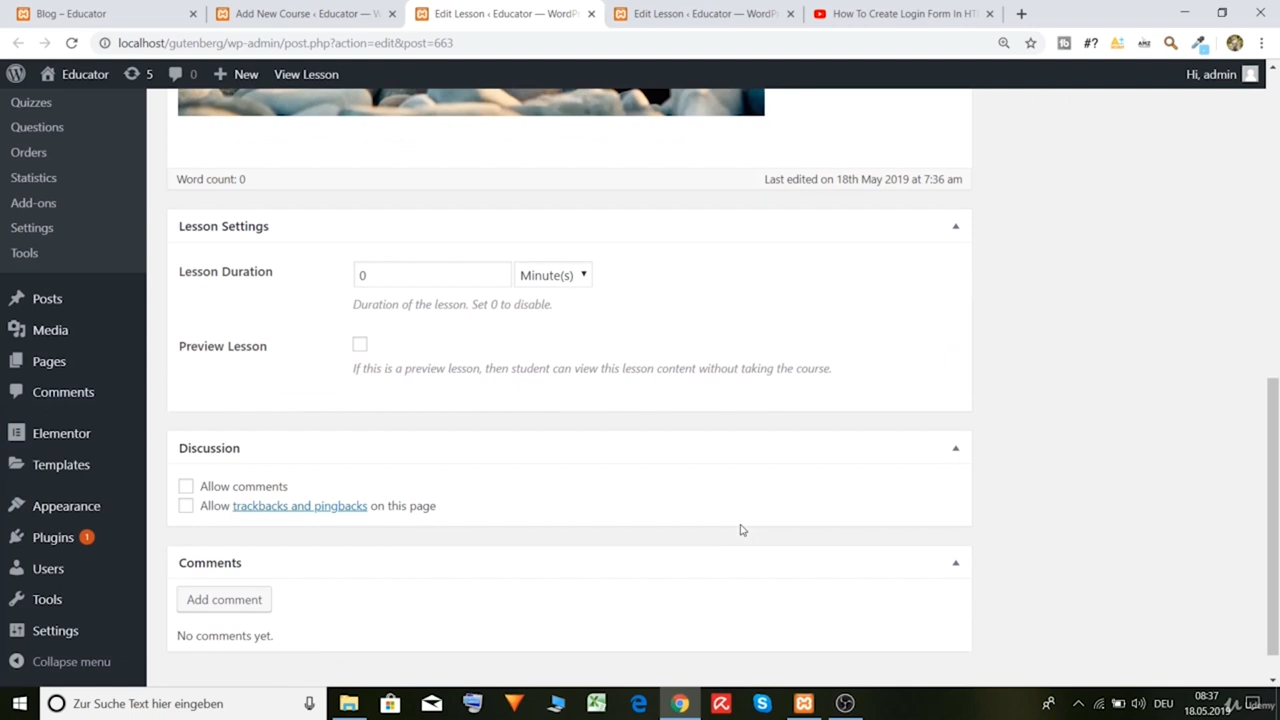 Blog – Educator
Add New Course ‹ Educator — W
Edit Lesson ‹ Educator — WordP
Edit Lesson ‹ Educator — WordP
How To Create Login Form In HT
localhost/gutenberg/wp-admin/post.php?action=edit&post=663
#?
Educator
5
0
New
View Lesson
Hi, admin
Quizzes
Questions
Orders
Statistics
Add-ons
Settings
Tools
Posts
Media
Pages
Comments
Elementor
Templates
Appearance
Plugins 1
Users
Tools
Settings
Collapse menu
Word count: 0
Last edited on 18th May 2019 at 7:36 am
Lesson Settings
Lesson Duration
0
Minute(s)
Duration of the lesson. Set 0 to disable.
Preview Lesson
If this is a preview lesson, then student can view this lesson content without taking the course.
Discussion
Allow comments
Allow trackbacks and pingbacks on this page
Comments
Add comment
No comments yet.
Zur Suche Text hier eingeben
DEU
08:37
18.05.2019
Udemy